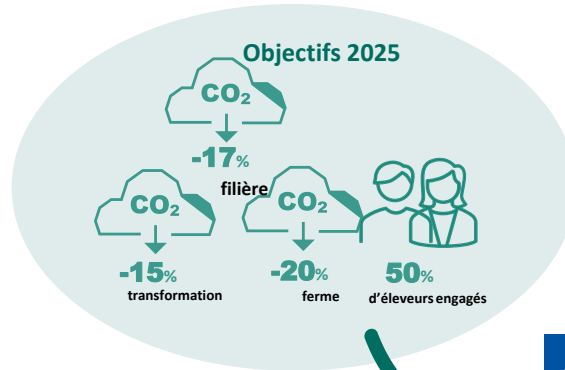 Objectifs 2025
CO₂
-17%
filière
CO₂
-15%
transformation
CO₂
-20%
ferme
50%
d'éleveurs engagés